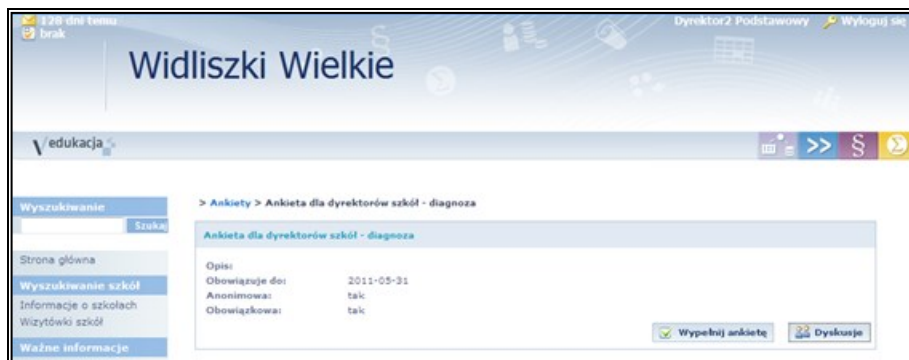 128 dni temu
brak
Dyrektor2 Podstawowy Wyloguj się
Widliszki Wielkie
Vedukacja
>> § Σ
Wyszukiwanie
Szukaj
Strona główna
Wyszukiwanie szkół
Informacje o szkołach
Wizytówki szkół
Ważne informacje
> Ankiety > Ankieta dla dyrektorów szkół - diagnoza
Ankieta dla dyrektorów szkół - diagnoza
Opis:
Obowiązuje do: 2011-05-31
Anonimowa: tak
Obowiązkowa: tak
Wypełnij ankietę Dyskusje